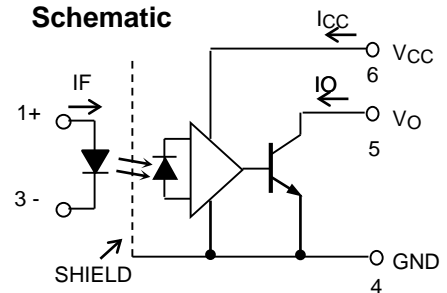 Schematic
ICC
VCC
6
IF
IO
1+
VO
5
3 -
SHIELD
GND
4